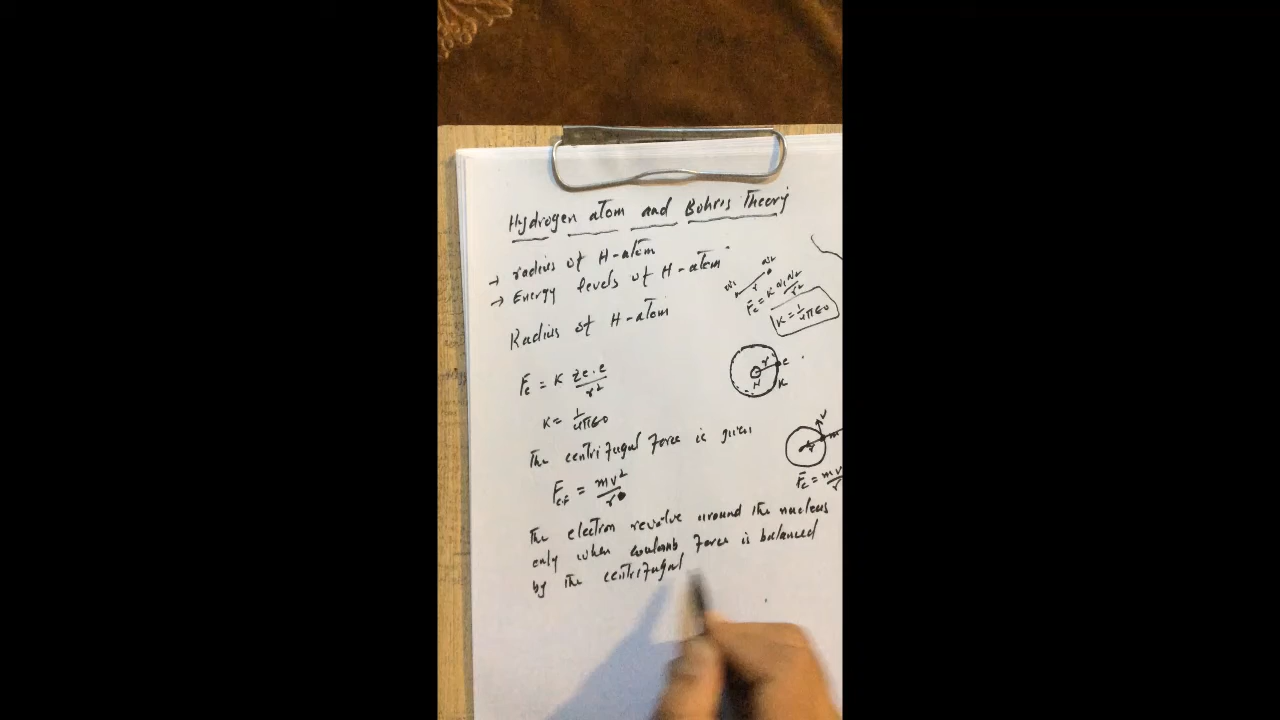 Hydrogen atom and Bohr's Theory
→ radius of H-atom
→ Energy levels of H-atom
r
Radius of H-atom
K = 1/4πε0
Fc = K Ze.e/r²
r e
N K
K = 1/4πε0
The centrifugal Force is given
v
r m
Fc = mv
r
FCF = mv²/r
The electron revolve around the nucleus
only when coulomb Force is balanced
by the centrifugal